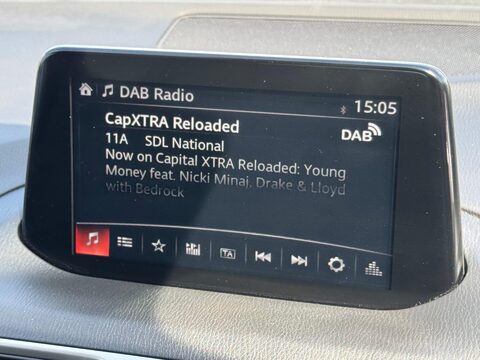 DAB Radio
15:05
CapXTRA Reloaded
DAB
11A SDL National
Now on Capital XTRA Reloaded: Young
Money feat. Nicki Minaj, Drake & Lloyd
with Bedrock
TA